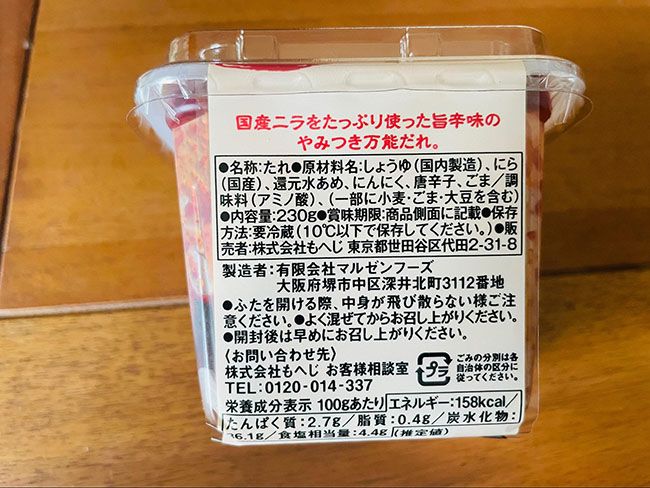 国産ニラをたっぷり使った旨辛味の
やみつき万能だれ。
●名称:たれ●原材料名:しょうゆ(国内製造)、にら
(国産)、還元水あめ、にんにく、唐辛子、ごま/調
味料(アミノ酸)、(一部に小麦・ごま・大豆を含む)
●内容量:230g●賞味期限:商品側面に記載●保存
方法:要冷蔵(10℃以下で保存してください。)●販
売者:株式会社もへじ 東京都世田谷区代田2-31-8
製造者:有限会社マルゼンフーズ
大阪府堺市中区深井北町3112番地
●ふたを開ける際、中身が飛び散らない様ご注
意ください。●よく混ぜてからお召し上がりください。
●開封後は早めにお召し上がりください。
〈お問い合わせ先〉
株式会社もへじ お客様相談室
TEL:0120-014-337
プラ
ごみの分別は各
自治体の区分に
従ってください。
栄養成分表示 100gあたり エネルギー:158kcal/
たんぱく質:2.7g/脂質:0.4g/炭水化物:
36.1g/食塩相当量:4.4g (推定値)